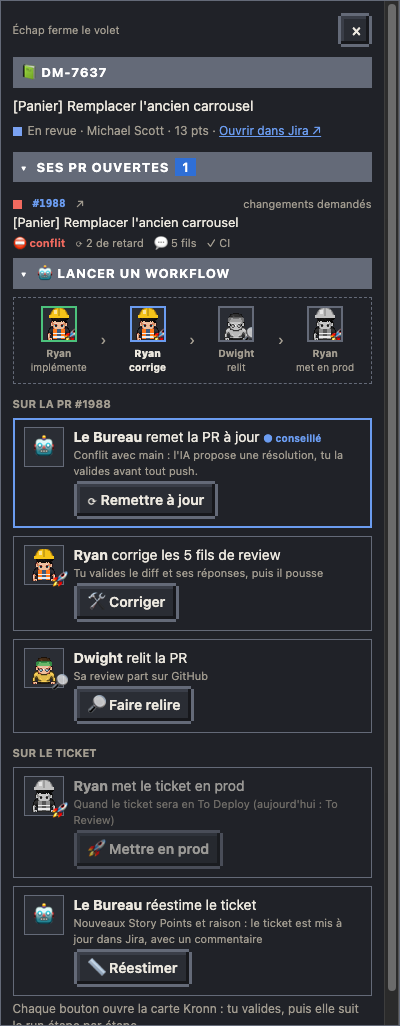 Échap ferme le volet
×
DM-7637
[Panier] Remplacer l'ancien carrousel
En revue · Michael Scott · 13 pts · Ouvrir dans Jira ↗
▾ SES PR OUVERTES 1
#1988 ↗ changements demandés
[Panier] Remplacer l'ancien carrousel
conflit ⟳ 2 de retard 💬 5 fils ✓ CI
▾ LANCER UN WORKFLOW
Ryan
implémente
›
Ryan
corrige
›
Dwight
relit
›
Ryan
met en prod
SUR LA PR #1988
Le Bureau remet la PR à jour ● conseillé
Conflit avec main : l'IA propose une résolution, tu la
valides avant tout push.
⟳ Remettre à jour
Ryan corrige les 5 fils de review
Tu valides le diff et ses réponses, puis il pousse
Corriger
Dwight relit la PR
Sa review part sur GitHub
Faire relire
SUR LE TICKET
Ryan met le ticket en prod
Quand le ticket sera en To Deploy (aujourd'hui : To
Review)
Mettre en prod
Le Bureau réestime le ticket
Nouveaux Story Points et raison : le ticket est mis à
jour dans Jira, avec un commentaire
Réestimer
Chaque bouton ouvre la carte Kronn : tu valides, puis elle suit
le run étape par étape